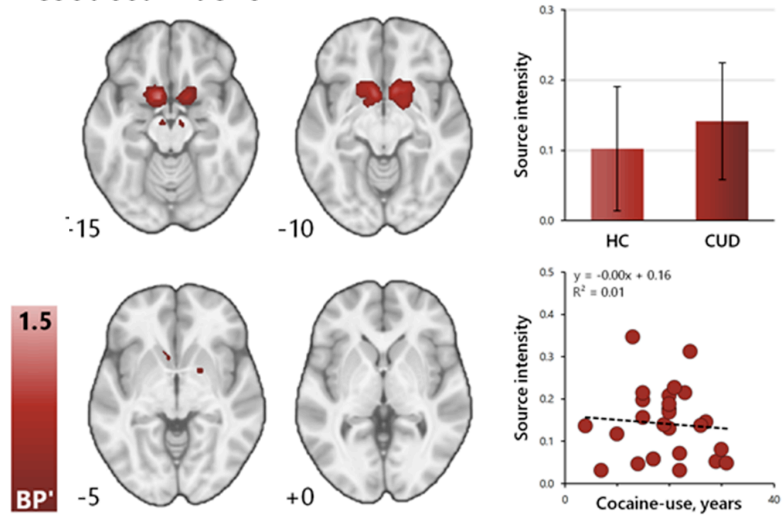 -15
-10
1.5
BP'
-5
+0
Source intensity
0.3
0.2
0.1
0.0
HC
CUD
y = -0.00x + 0.16
R² = 0.01
Source intensity
0.5
0.4
0.3
0.2
0.1
0.0
0
40
Cocaine-use, years